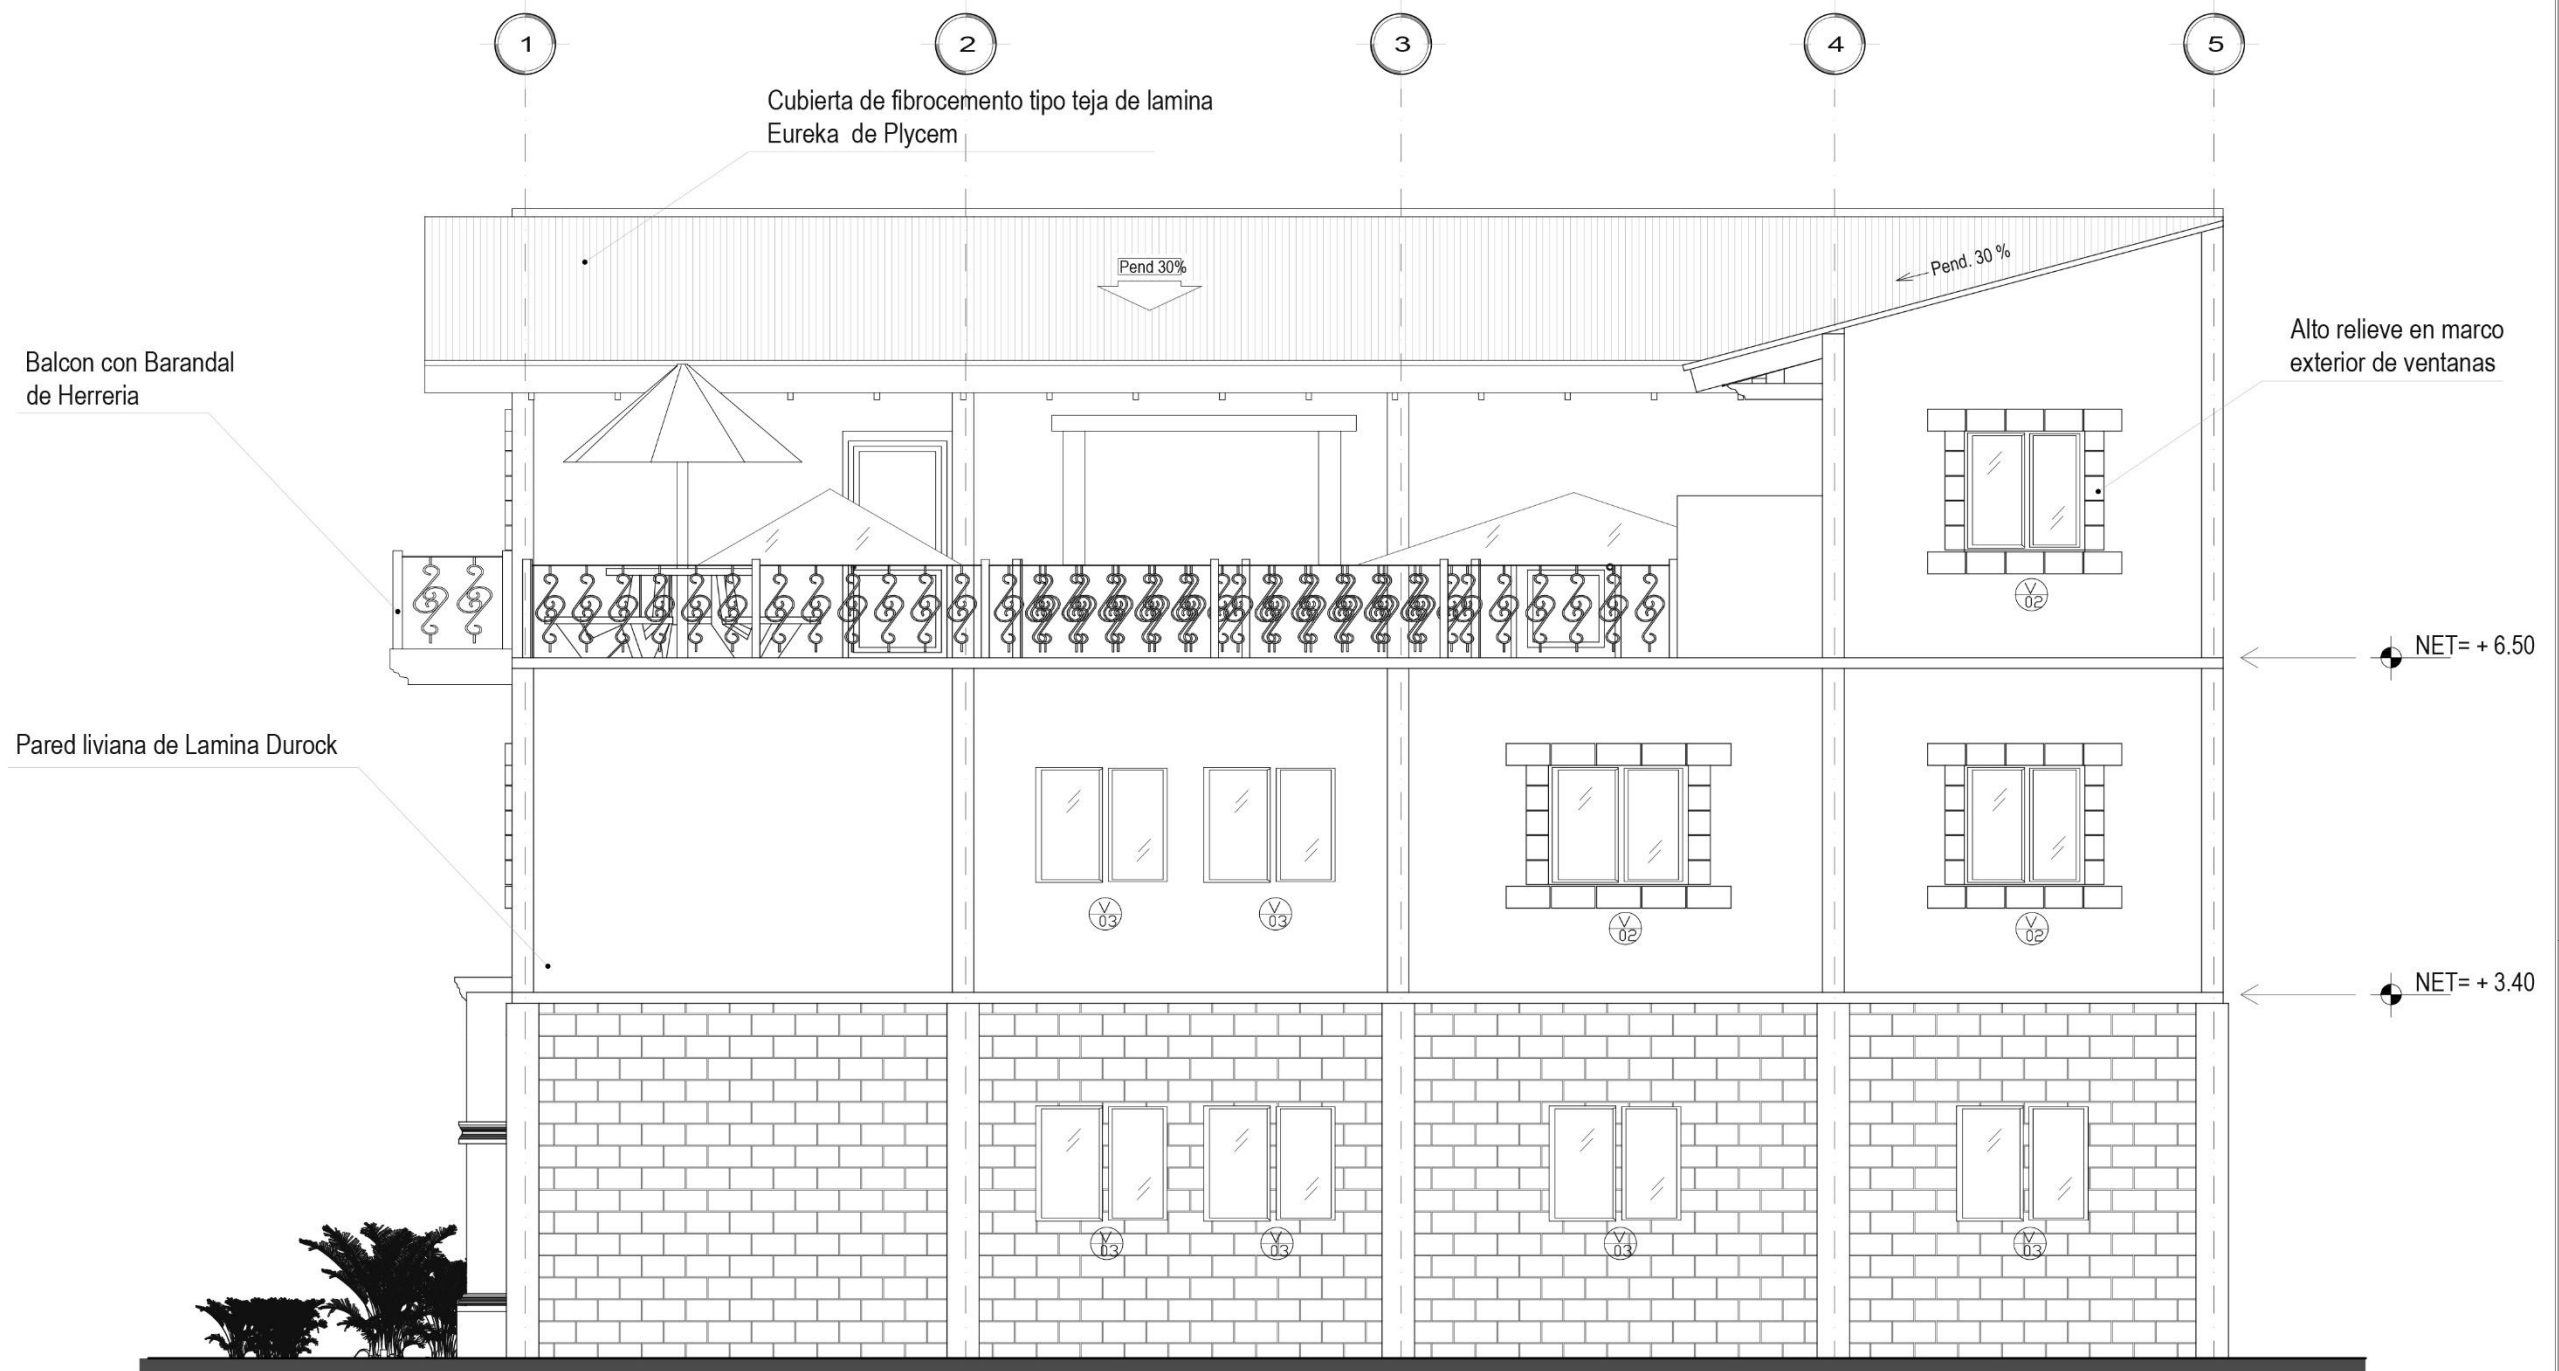 1
2
3
4
5
Cubierta de fibrocemento tipo teja de lamina
Eureka de Plycem
Pend 30%
Pend. 30 %
Alto relieve en marco
exterior de ventanas
Balcon con Barandal
de Herreria
V
02
NET= + 6.50
Pared liviana de Lamina Durock
V
03
V
03
V
02
V
02
NET= + 3.40
V
03
V
03
V
03
V
03